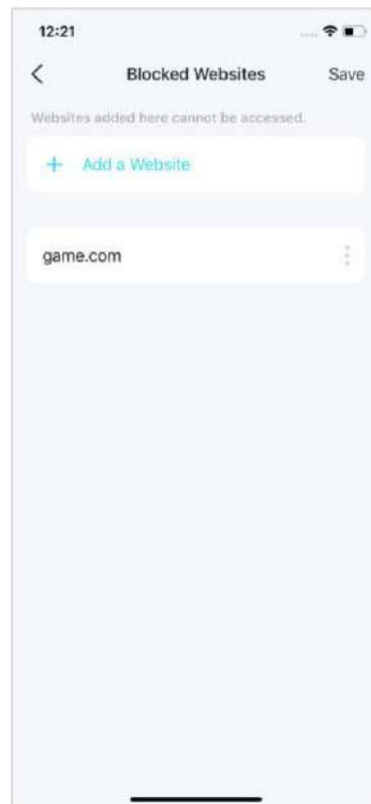 12:21
Blocked Websites Save
Websites added here cannot be accessed.
+ Add a Website
game.com